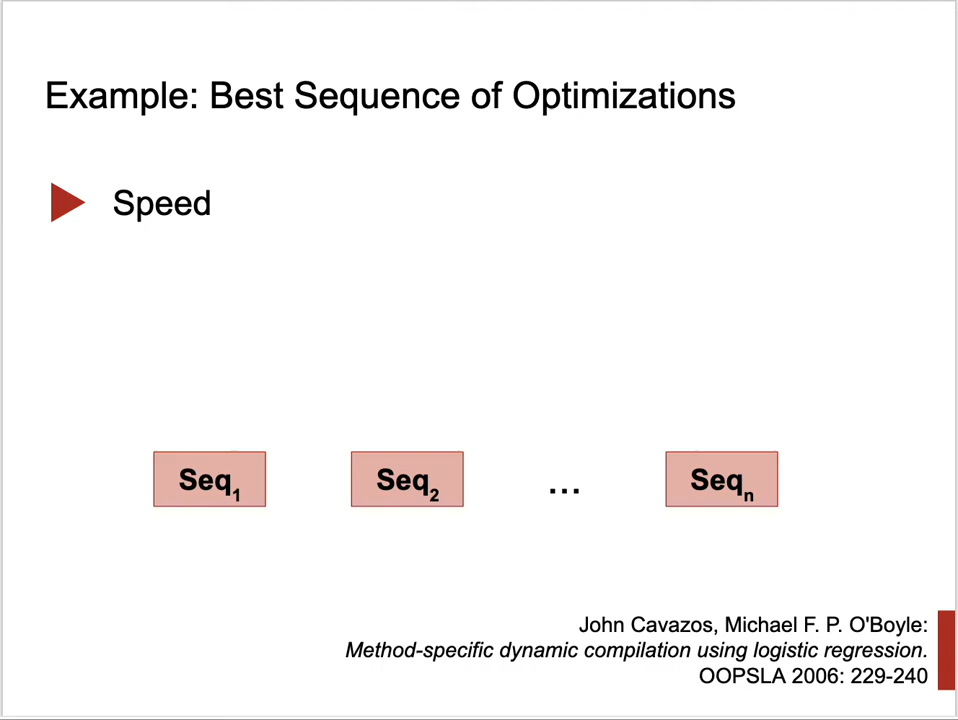 Example: Best Sequence of Optimizations
Speed
Seq1 Seq2 ... Seqn
John Cavazos, Michael F. P. O'Boyle:
Method-specific dynamic compilation using logistic regression.
OOPSLA 2006: 229-240